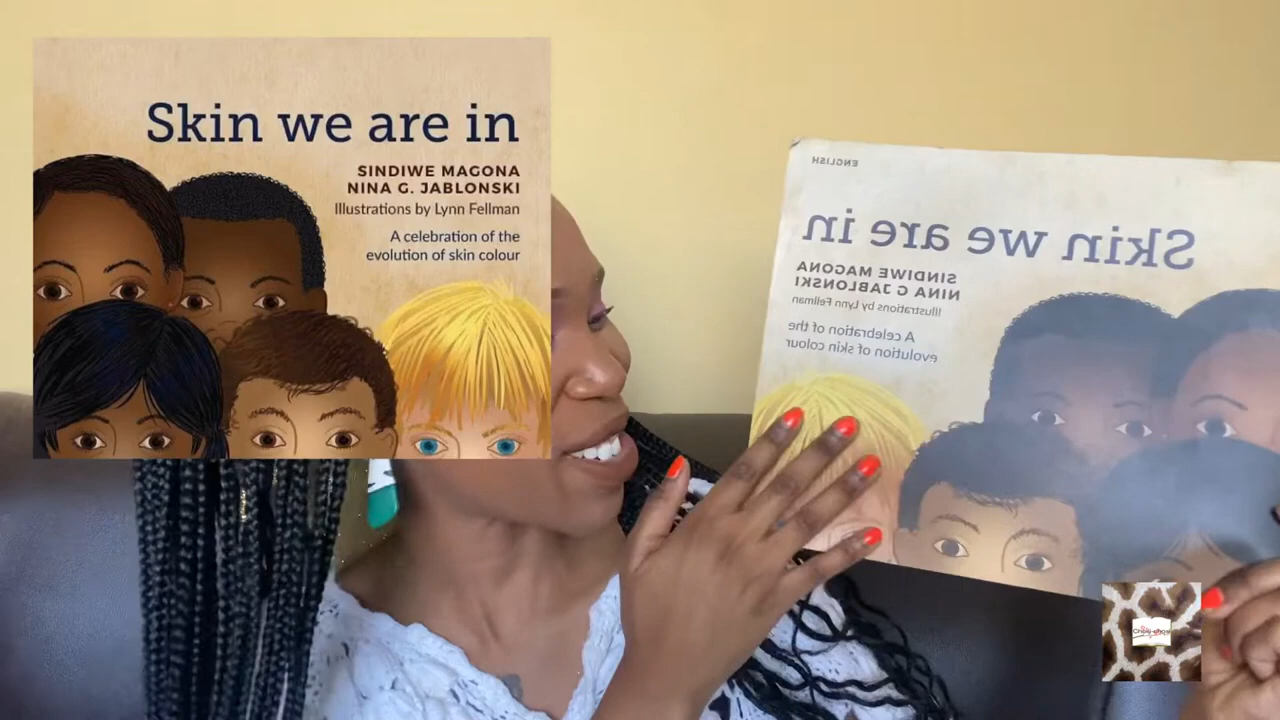 Skin we are in
SINDIWE MAGONA
NINA G. JABLONSKI
Illustrations by Lynn Fellman
A celebration of the
evolution of skin colour
ENGLISH
Skin we are in
SINDIWE MAGONA
NINA G JABLONSKI
Illustrations by Lynn Fellman
A celebration of the
evolution of skin colour